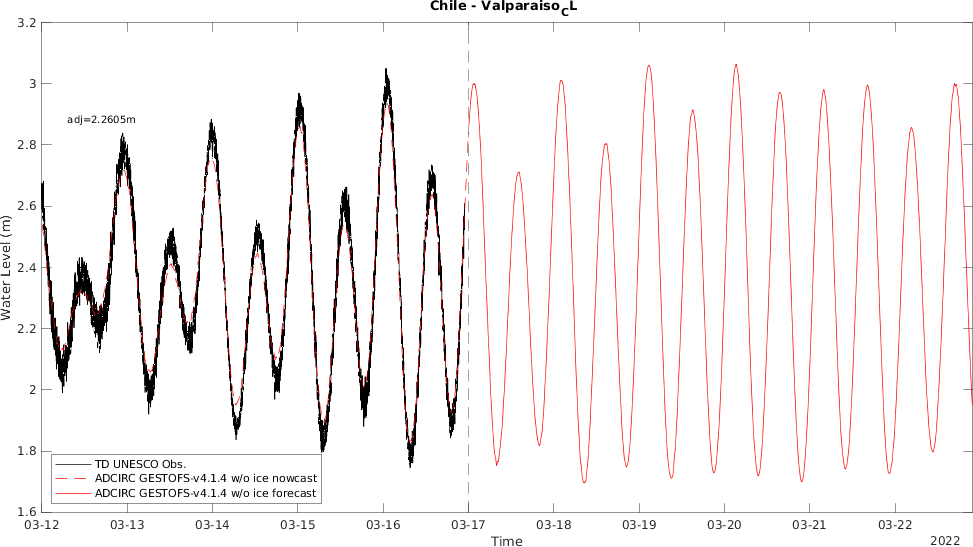 Chile - Valparaiso_CL
3.2
3
2.8
2.6
2.4
2.2
2
1.8
1.6
Water Level (m)
adj=2.2605m
TD UNESCO Obs.
ADCIRC GESTOFS-v4.1.4 w/o ice nowcast
ADCIRC GESTOFS-v4.1.4 w/o ice forecast
03-12 03-13 03-14 03-15 03-16 03-17 03-18 03-19 03-20 03-21 03-22
Time
2022